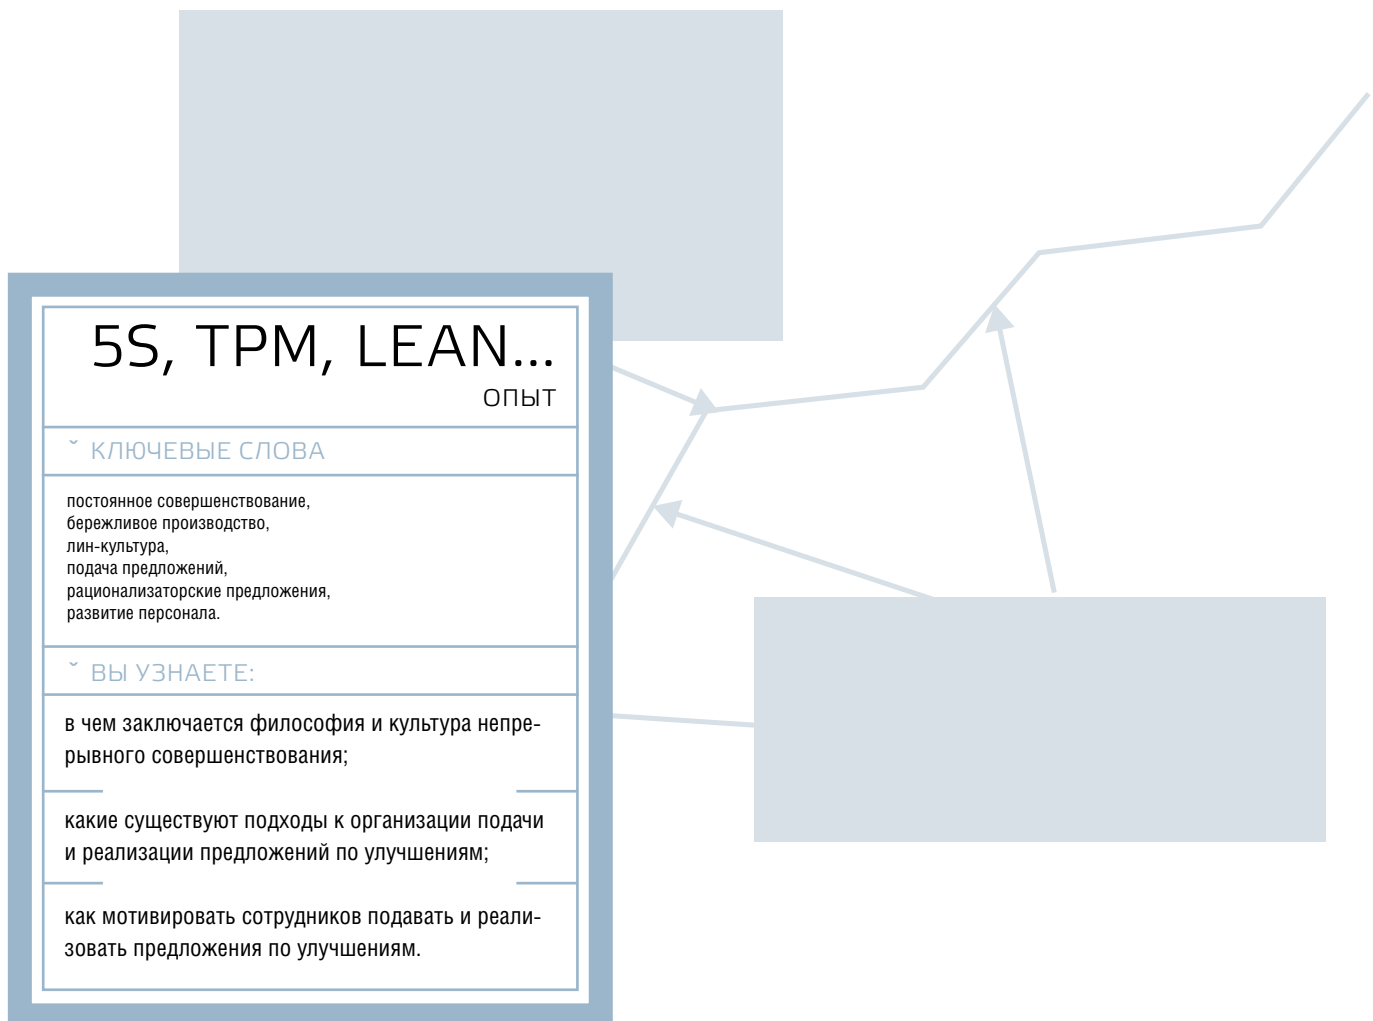 5S, TPM, LEAN...
ОПЫТ
ˇ КЛЮЧЕВЫЕ СЛОВА
постоянное совершенствование,
бережливое производство,
лин-культура,
подача предложений,
рационализаторские предложения,
развитие персонала.
ˇ ВЫ УЗНАЕТЕ:
в чем заключается философия и культура непре-
рывного совершенствования;
какие существуют подходы к организации подачи
и реализации предложений по улучшениям;
как мотивировать сотрудников подавать и реали-
зовать предложения по улучшениям.